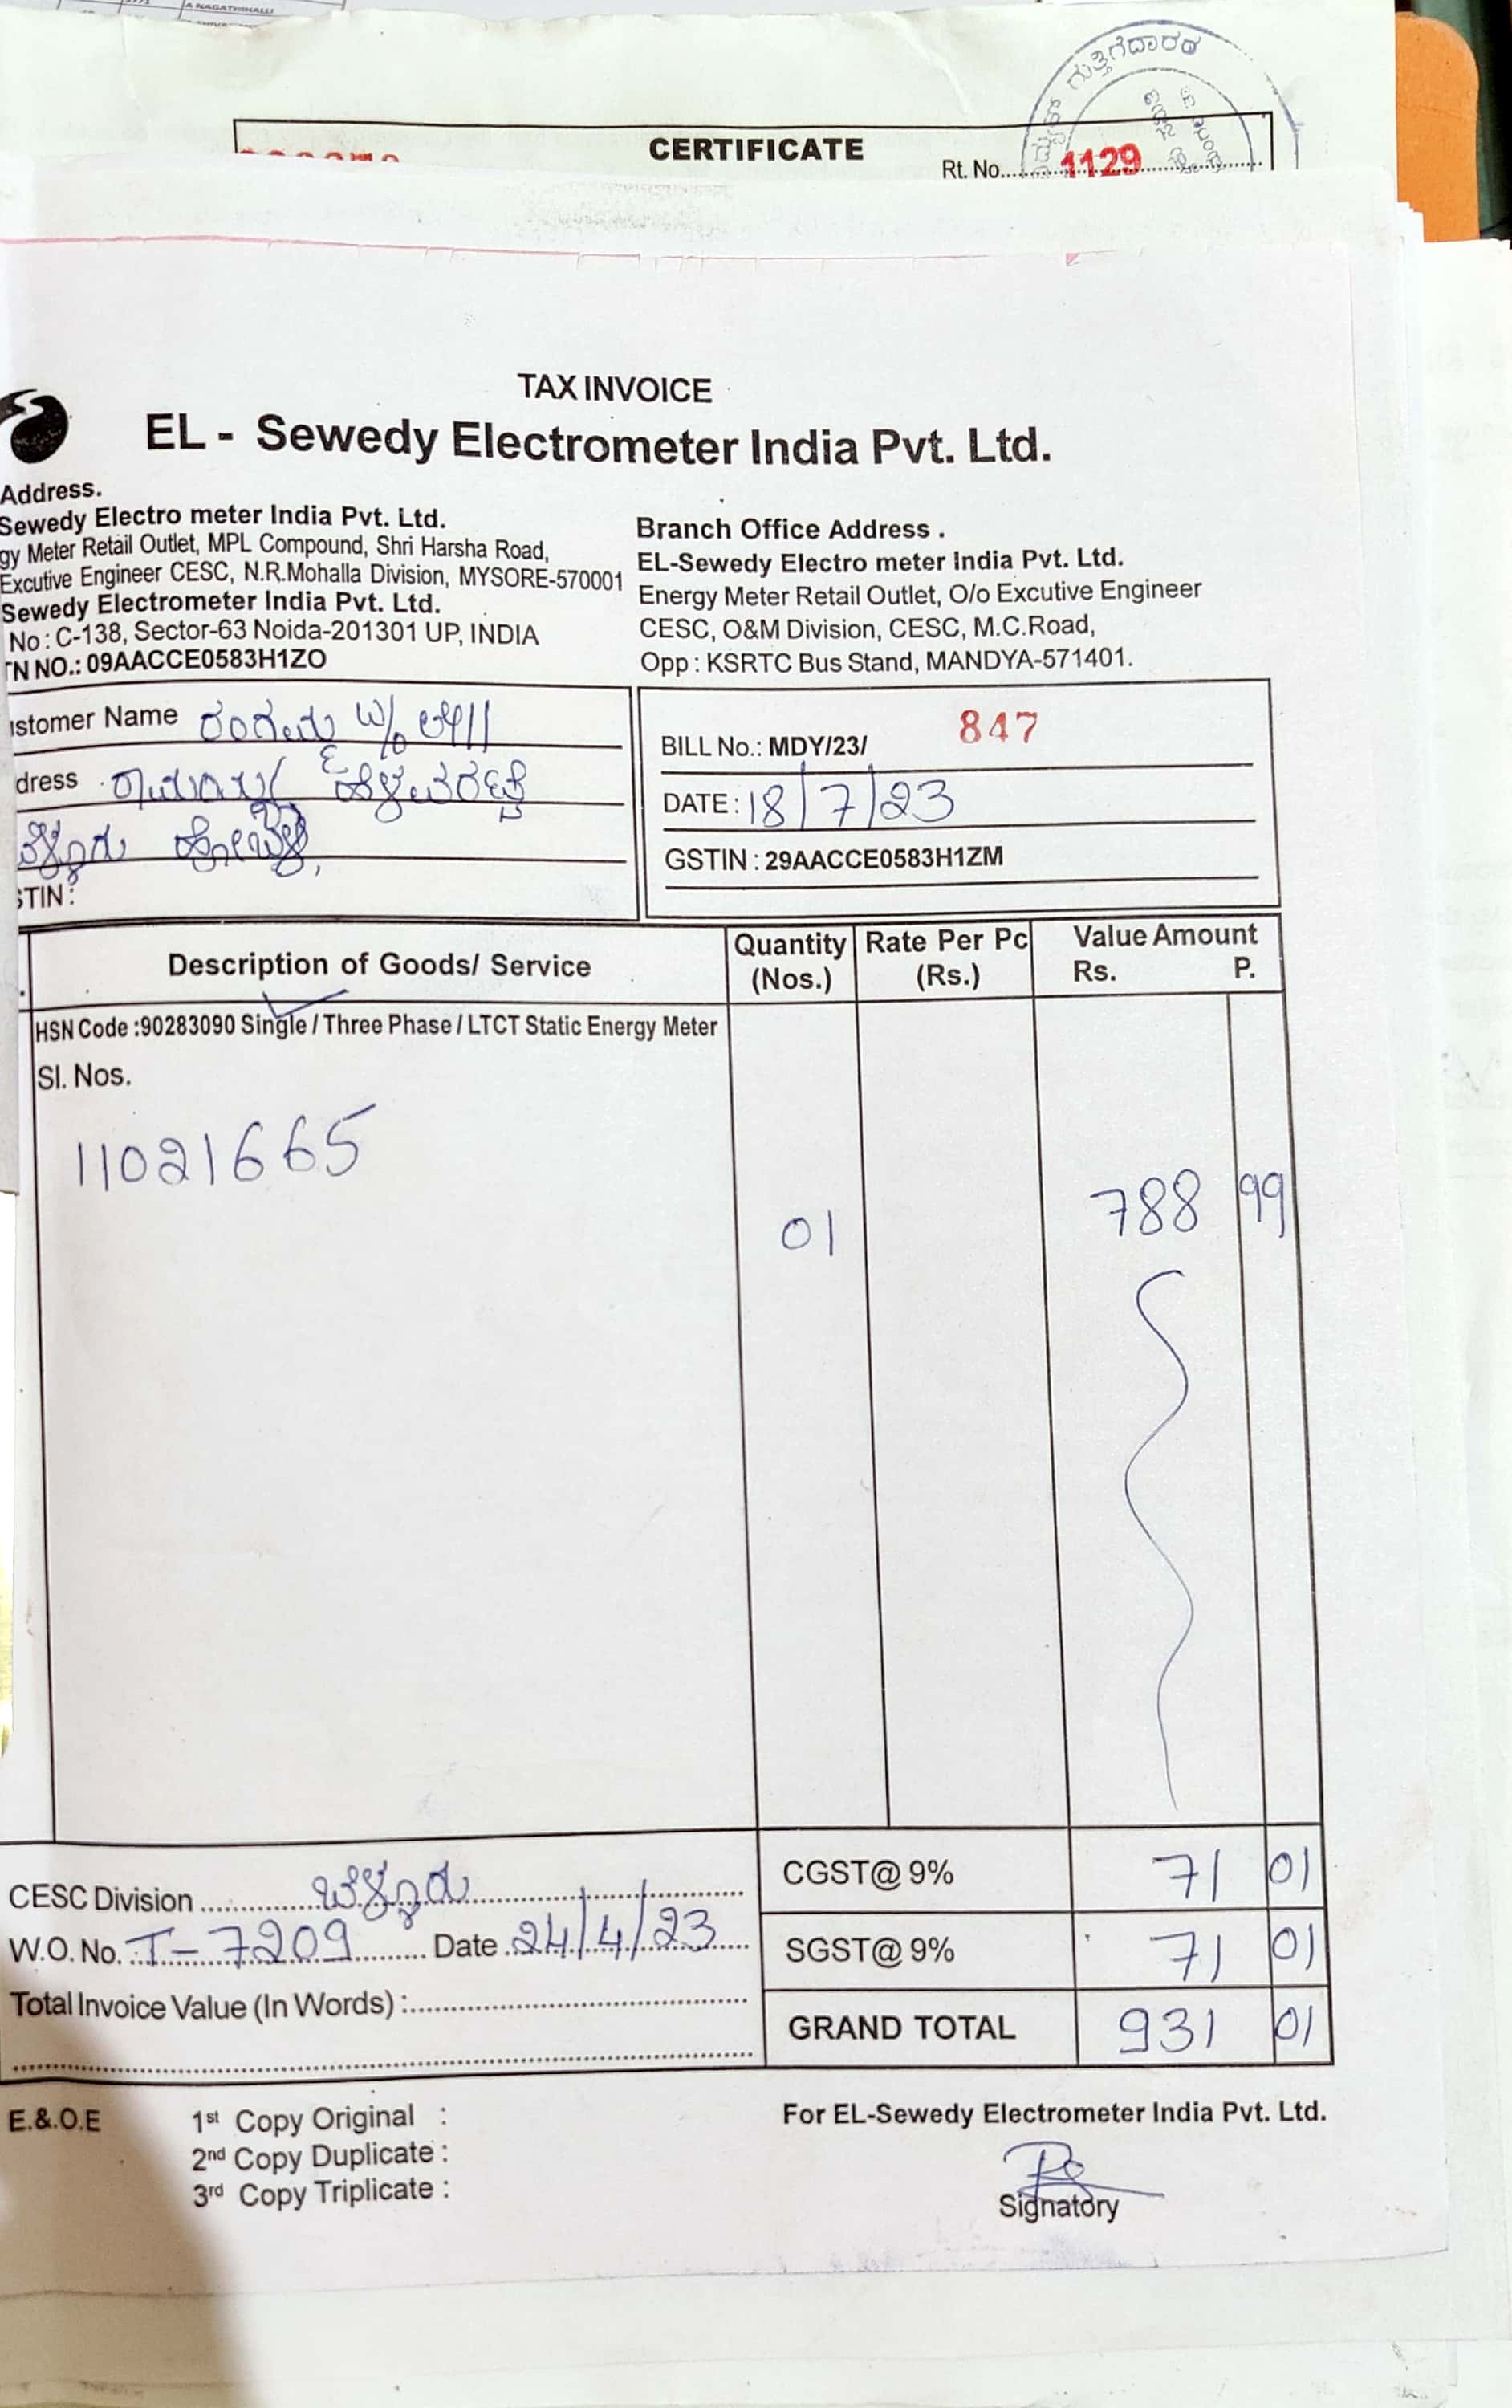 A NAGATHIHALLI
ಗುತ್ತಿಗೆದಾರರ
CERTIFICATE
Rt. No. 1129
TAX INVOICE
EL - Sewedy Electrometer India Pvt. Ltd.
Address.
Sewedy Electro meter India Pvt. Ltd.
gy Meter Retail Outlet, MPL Compound, Shri Harsha Road,
Excutive Engineer CESC, N.R.Mohalla Division, MYSORE-570001
Sewedy Electrometer India Pvt. Ltd.
No : C-138, Sector-63 Noida-201301 UP, INDIA
TN NO.: 09AACCE0583H1ZO
Branch Office Address .
EL-Sewedy Electro meter India Pvt. Ltd.
Energy Meter Retail Outlet, O/o Excutive Engineer
CESC, O&M Division, CESC, M.C.Road,
Opp : KSRTC Bus Stand, MANDYA-571401.
stomer Name W/o
dress
ಹೋಬಳಿ,
STIN :
BILL No.: MDY/23/ 847
DATE : 18/7/23
GSTIN : 29AACCE0583H1ZM
Description of Goods/ Service
Quantity (Nos.)
Rate Per Pc (Rs.)
Value Amount
Rs. P.
HSN Code :90283090 Single / Three Phase / LTCT Static Energy Meter
Sl. Nos.
11021665
01
788 99
CESC Division ಬೆಳ್ಳೂರು
W.O. No. T-7209 Date 24/4/23
Total Invoice Value (In Words) :
CGST@ 9% 71 01
SGST@ 9% 71 01
GRAND TOTAL 931 01
E.&.O.E
1st Copy Original :
2nd Copy Duplicate :
3rd Copy Triplicate :
For EL-Sewedy Electrometer India Pvt. Ltd.
Signatory